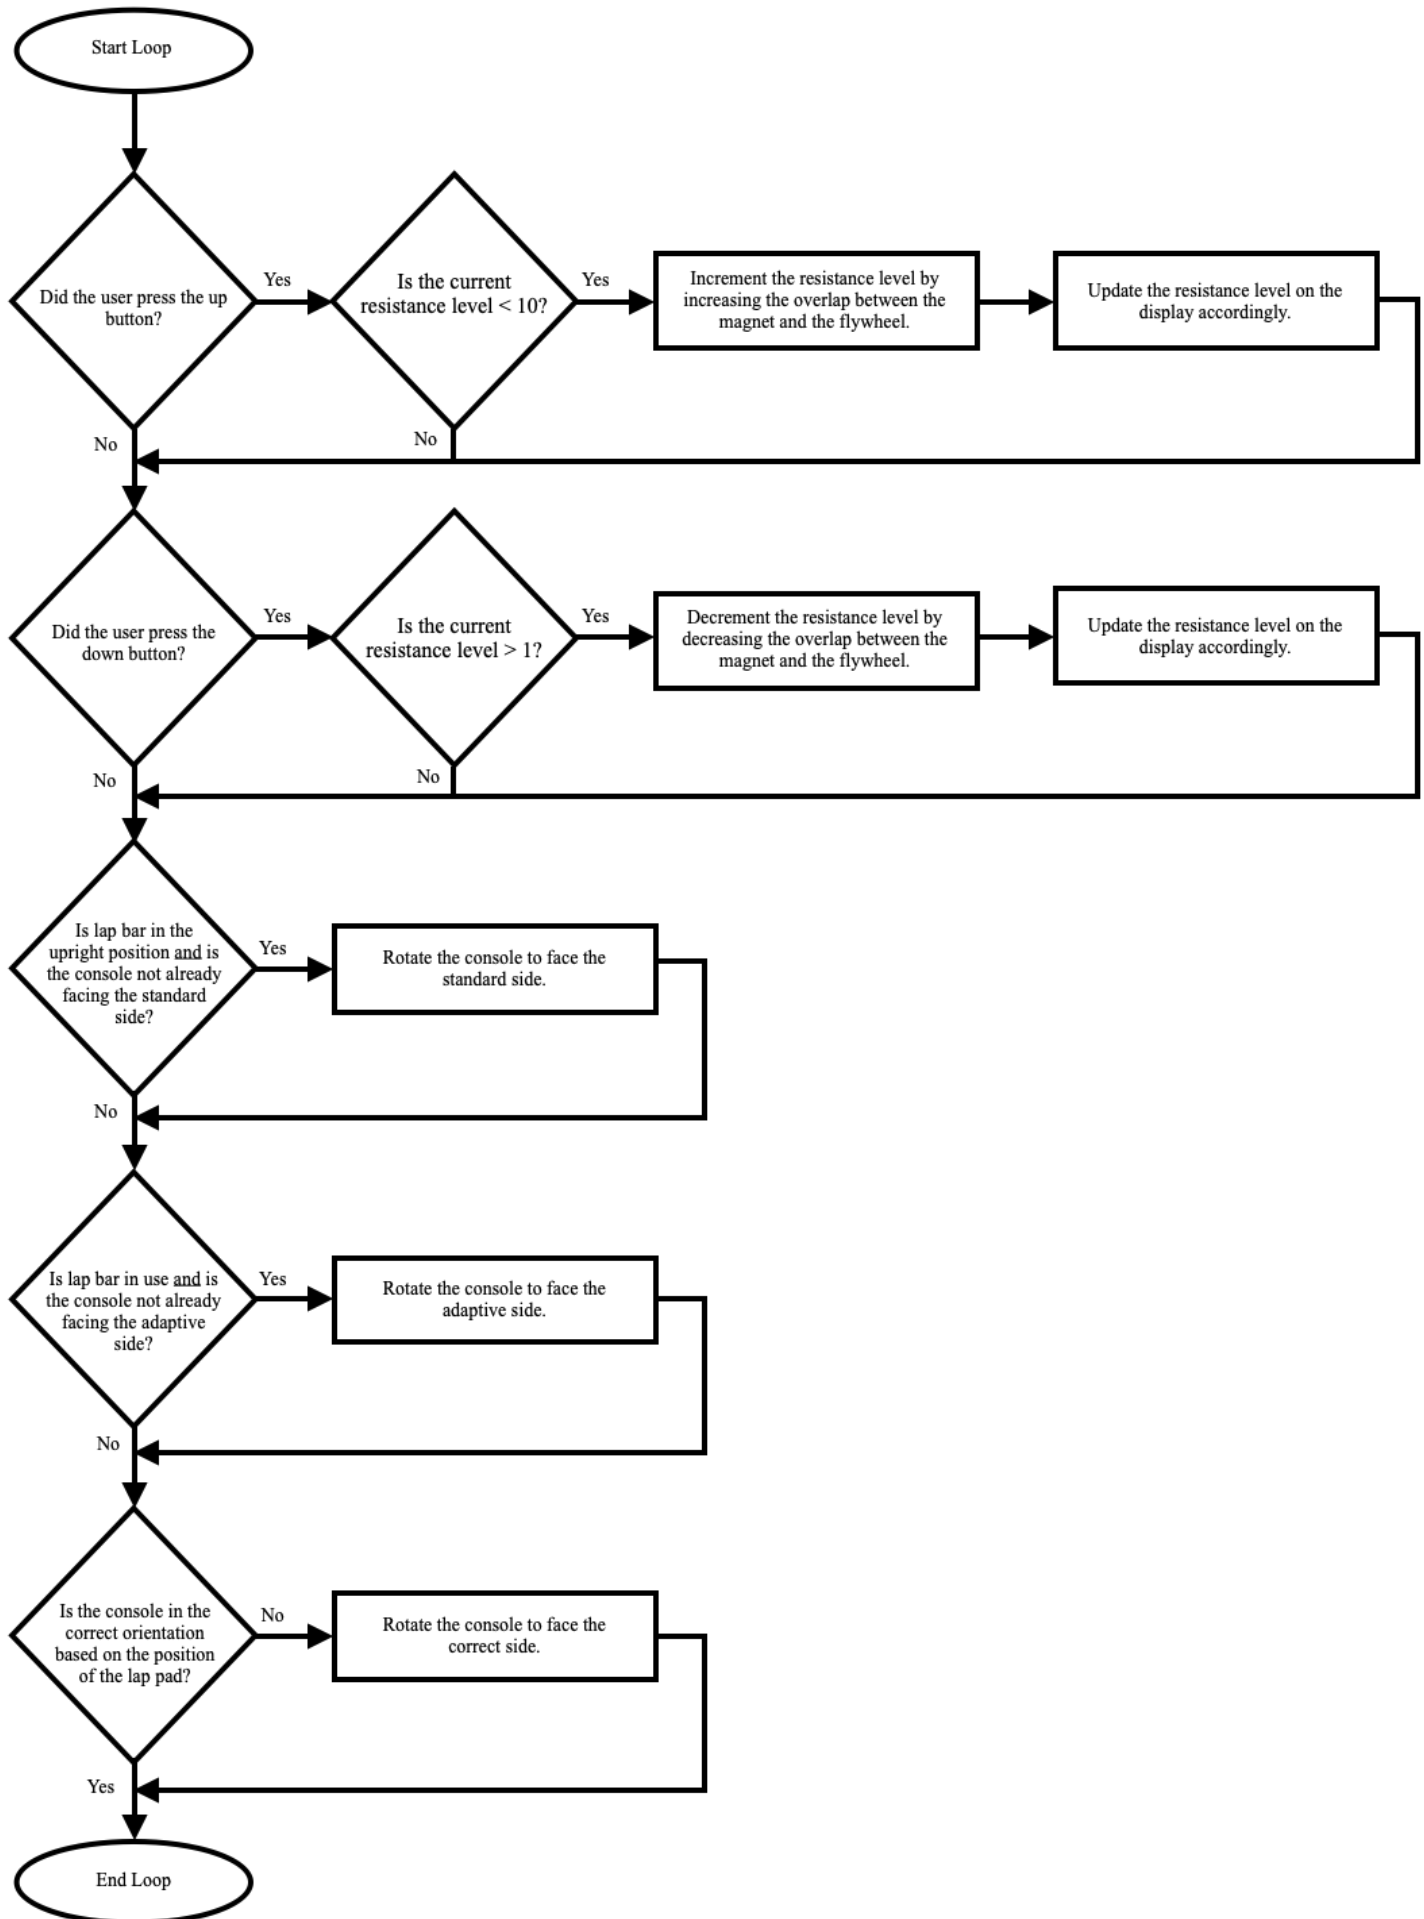 Start Loop
Did the user press the up
button?
Yes
No
Is the current
resistance level < 10?
Yes
No
Increment the resistance level by
increasing the overlap between the
magnet and the flywheel.
Update the resistance level on the
display accordingly.
Did the user press the
down button?
Yes
No
Is the current
resistance level > 1?
Yes
No
Decrement the resistance level by
decreasing the overlap between the
magnet and the flywheel.
Update the resistance level on the
display accordingly.
Is lap bar in the
upright position and is
the console not already
facing the standard
side?
Yes
No
Rotate the console to face the
standard side.
Is lap bar in use and is
the console not already
facing the adaptive
side?
Yes
No
Rotate the console to face the
adaptive side.
Is the console in the
correct orientation
based on the position
of the lap pad?
No
Yes
Rotate the console to face the
correct side.
End Loop